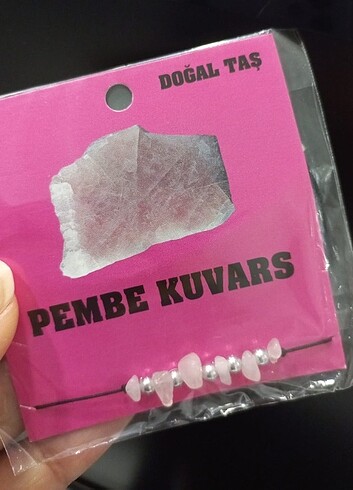 DOĞAL TAŞ
PEMBE KUVARS